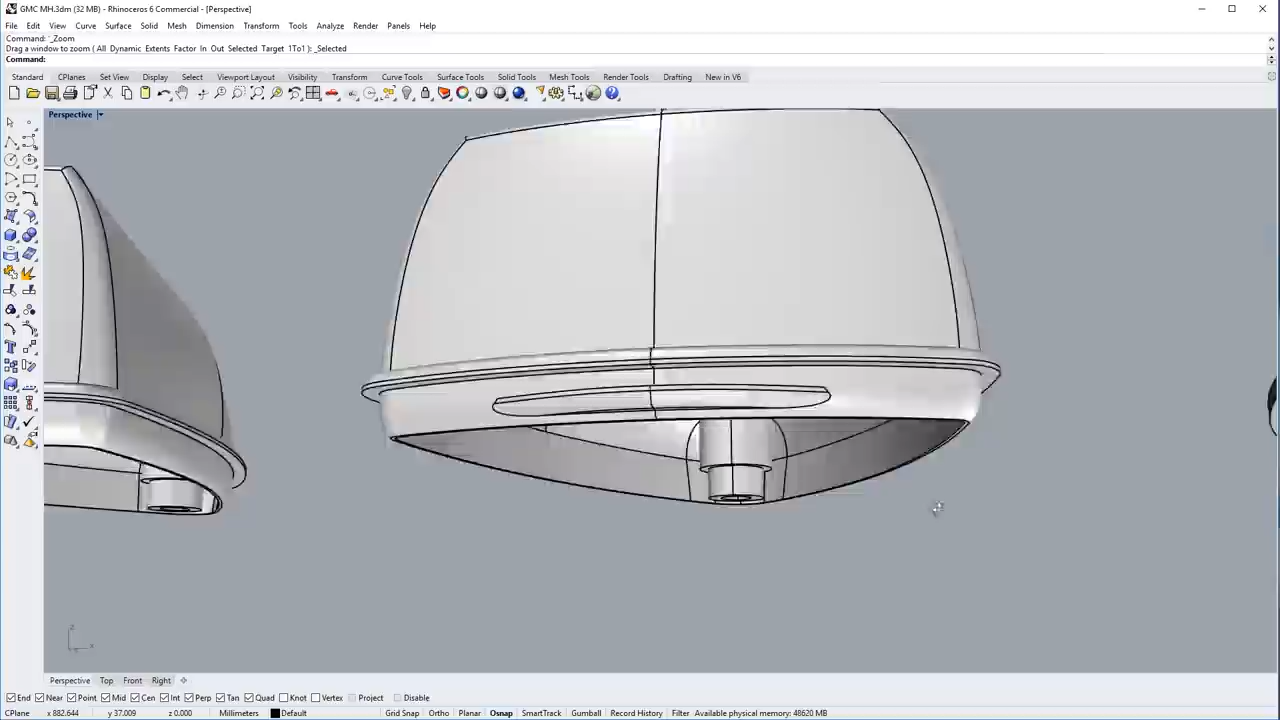 GMC MH.3dm (32 MB) - Rhinoceros 6 Commercial - [Perspective]
File Edit View Curve Surface Solid Mesh Dimension Transform Tools Analyze Render Panels Help
Command: '_Zoom
Drag a window to zoom ( All Dynamic Extents Factor In Out Selected Target 1To1 ): _Selected
Command:
Standard CPlanes Set View Display Select Viewport Layout Visibility Transform Curve Tools Surface Tools Solid Tools Mesh Tools Render Tools Drafting New in V6
Perspective
z
x
Perspective Top Front Right
End Near Point Mid Cen Int Perp Tan Quad Knot Vertex Project Disable
CPlane x 882.644 y 37.009 z 0.000 Millimeters Default Grid Snap Ortho Planar Osnap SmartTrack Gumball Record History Filter Available physical memory: 48620 MB